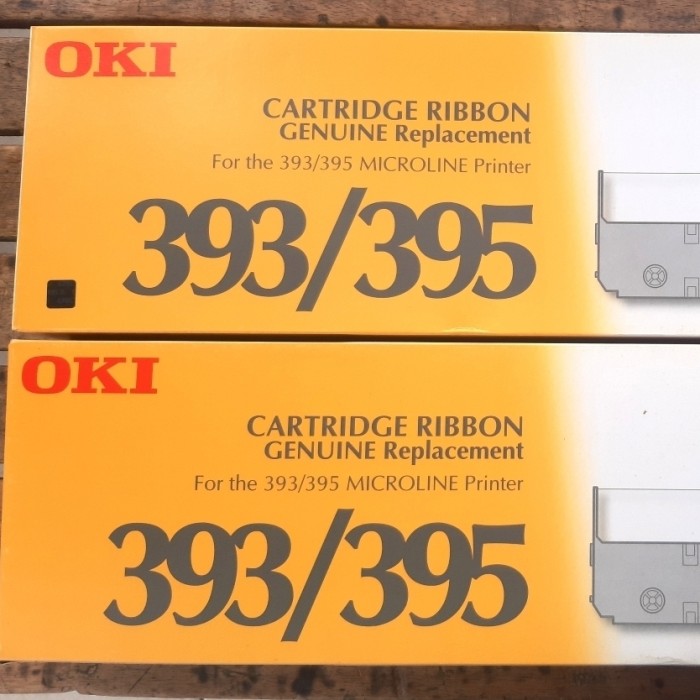 OKI
CARTRIDGE RIBBON
GENUINE Replacement
For the 393/395 MICROLINE Printer
393/395
OKI
CARTRIDGE RIBBON
GENUINE Replacement
For the 393/395 MICROLINE Printer
393/395